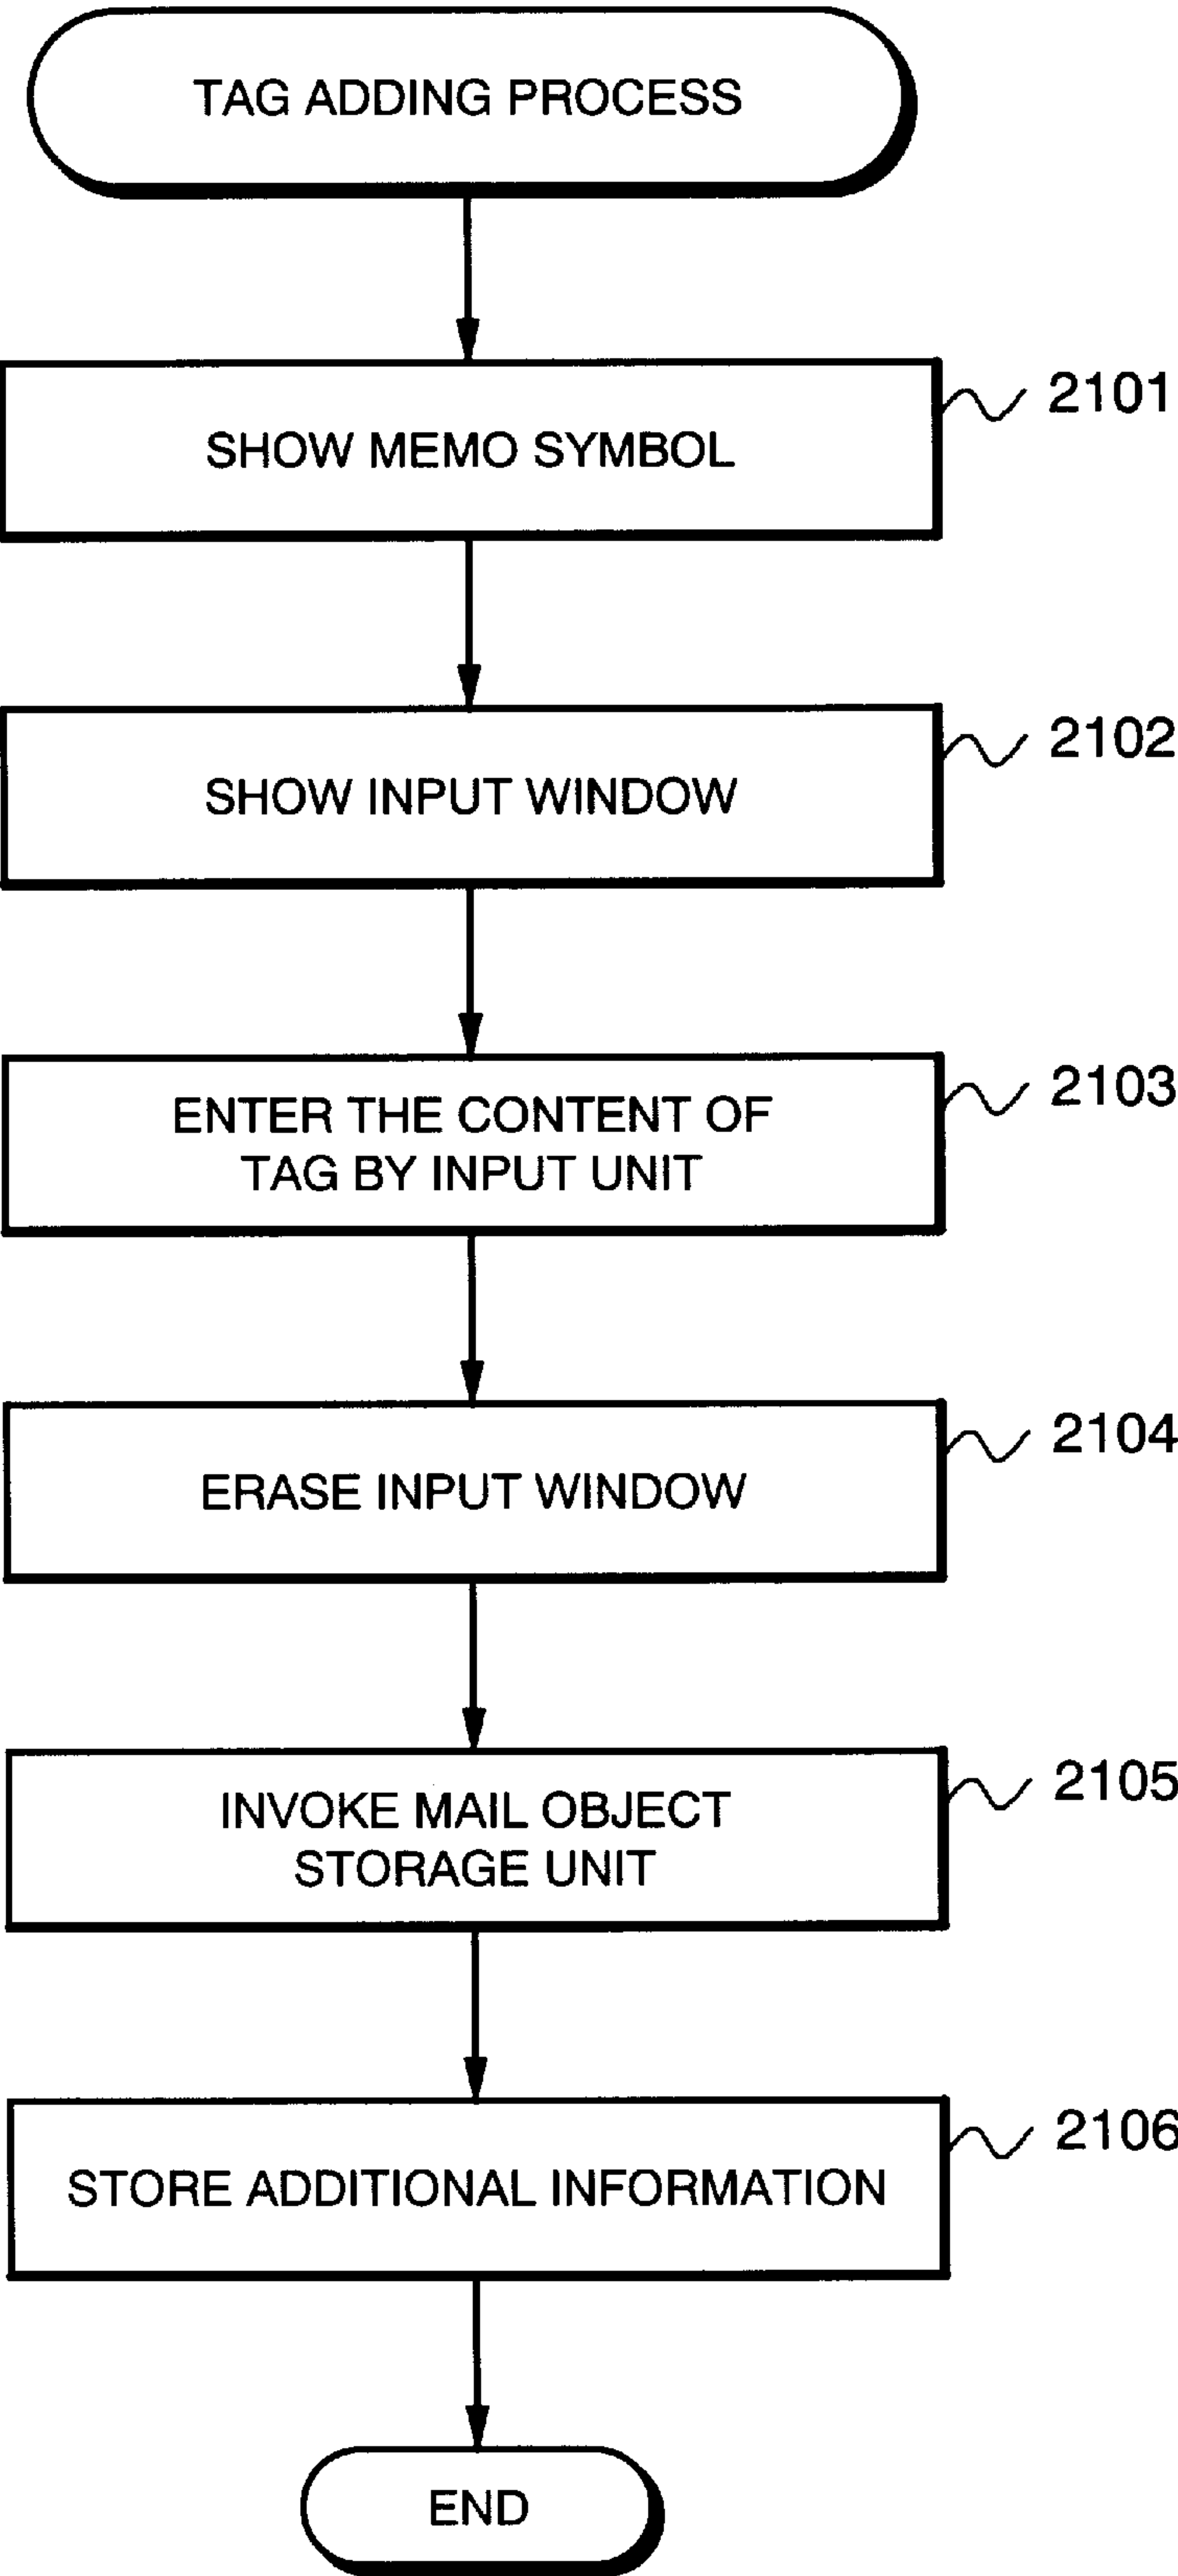 TAG ADDING PROCESS
2101
SHOW MEMO SYMBOL
2102
SHOW INPUT WINDOW
2103
ENTER THE CONTENT OF
TAG BY INPUT UNIT
2104
ERASE INPUT WINDOW
2105
INVOKE MAIL OBJECT
STORAGE UNIT
2106
STORE ADDITIONAL INFORMATION
END